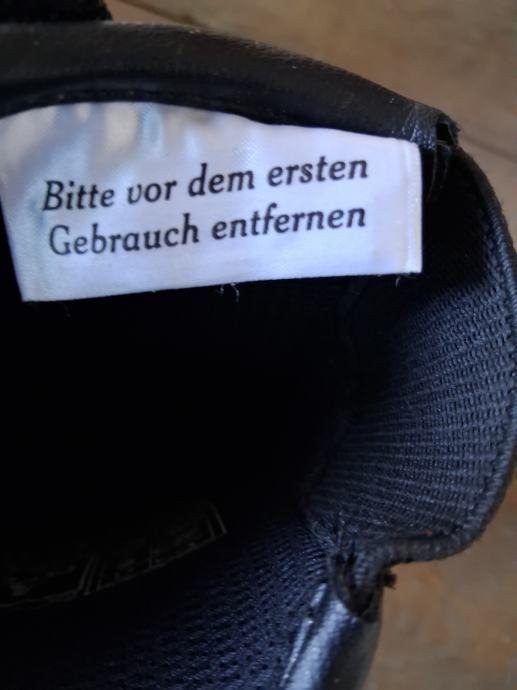 Bitte vor dem ersten
Gebrauch entfernen